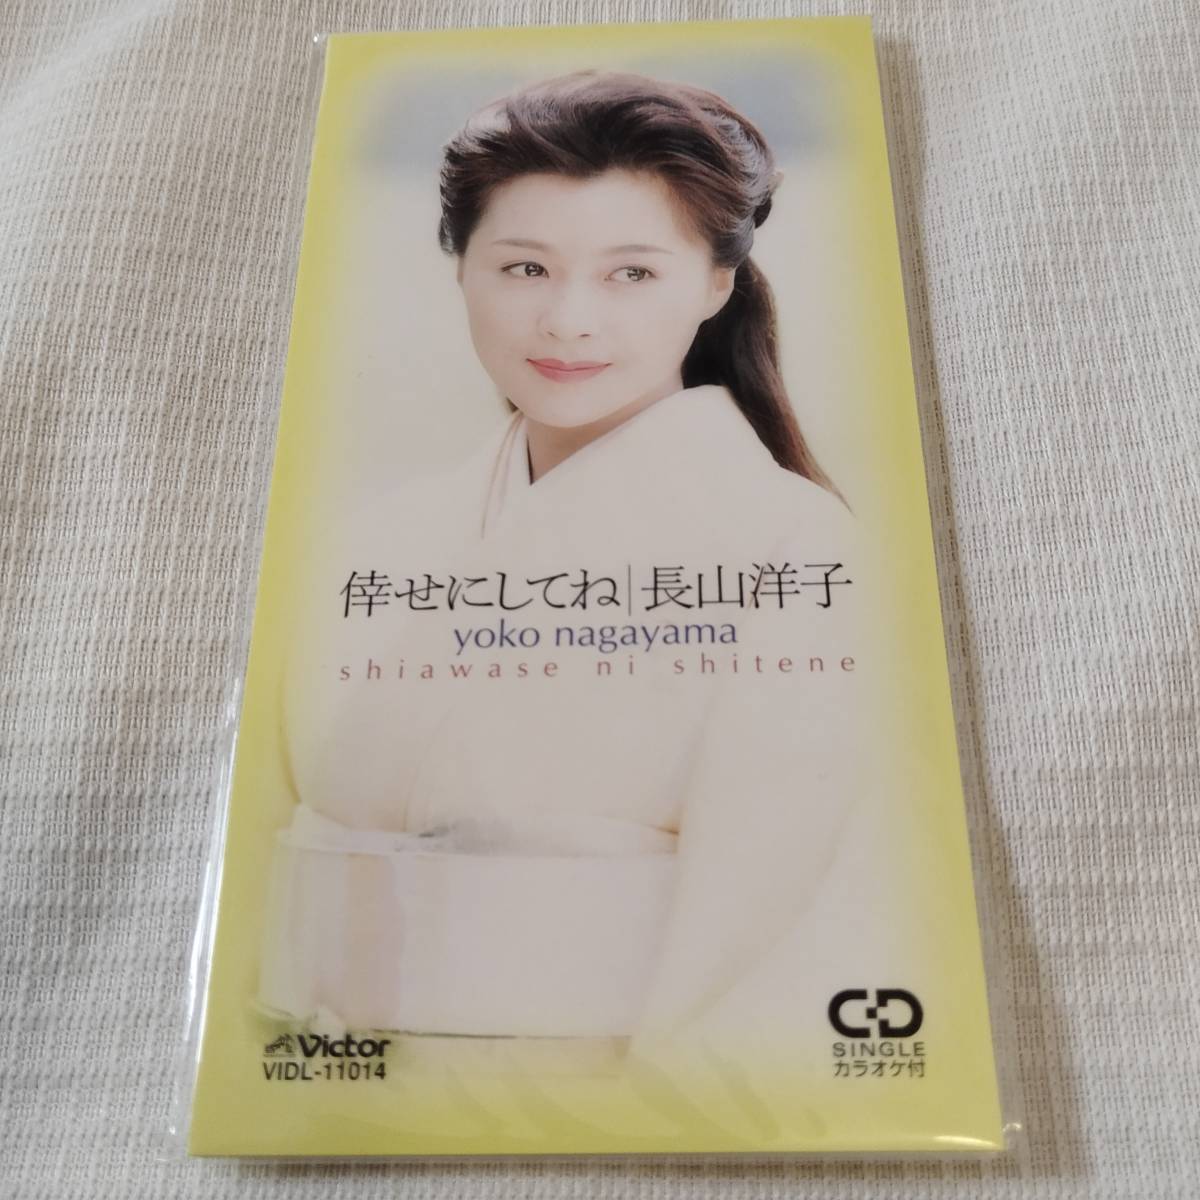 倖せにしてね|長山洋子
yoko nagayama
shiawase ni shitene
Victor
VIDL-11014
CD
SINGLE
カラオケ付